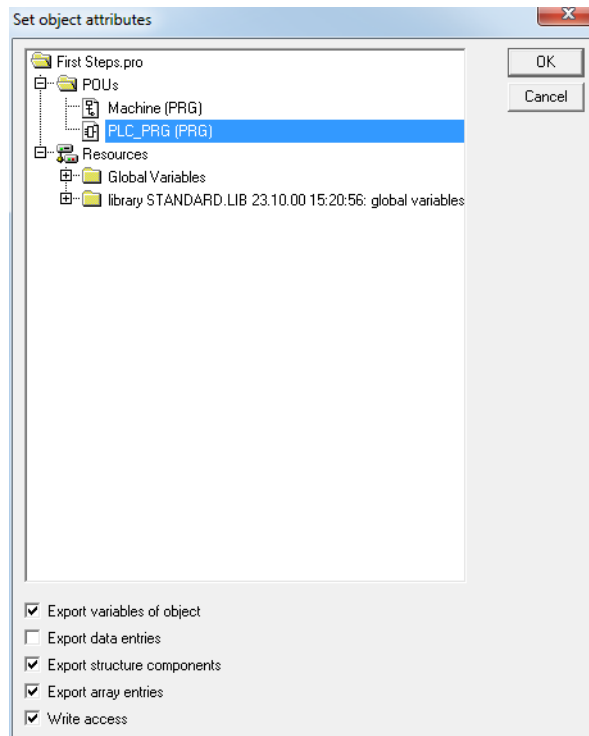 Set object attributes
First Steps.pro
OK
POUs
Cancel
Machine (PRG)
PLC_PRG (PRG)
Resources
Global Variables
library STANDARD.LIB 23.10.00 15:20:56: global variables
Export variables of object
Export data entries
Export structure components
Export array entries
Write access